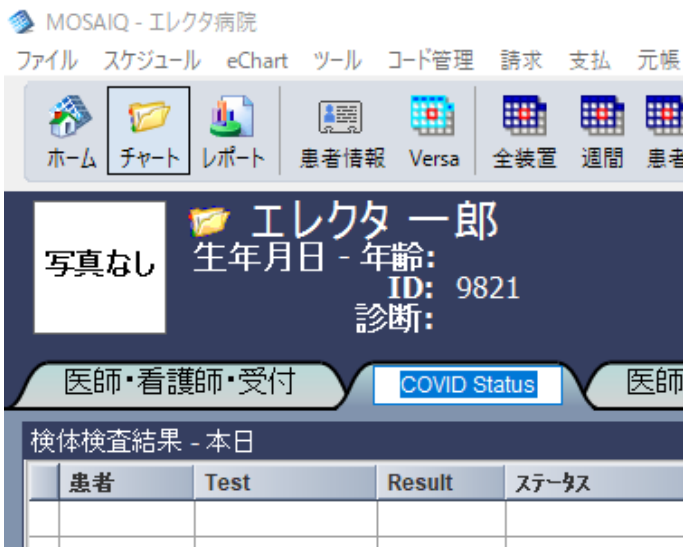 MOSAIQ - エレクタ病院
ファイル スケジュール eChart ツール コード管理 請求 支払 元帳
ホーム チャート レポート 患者情報 Versa 全装置 週間 患者
写真なし
エレクタ 一郎
生年月日 - 年齢:
ID: 9821
診断:
医師・看護師・受付 COVID Status 医師
検体検査結果 - 本日
患者 Test Result ステータス